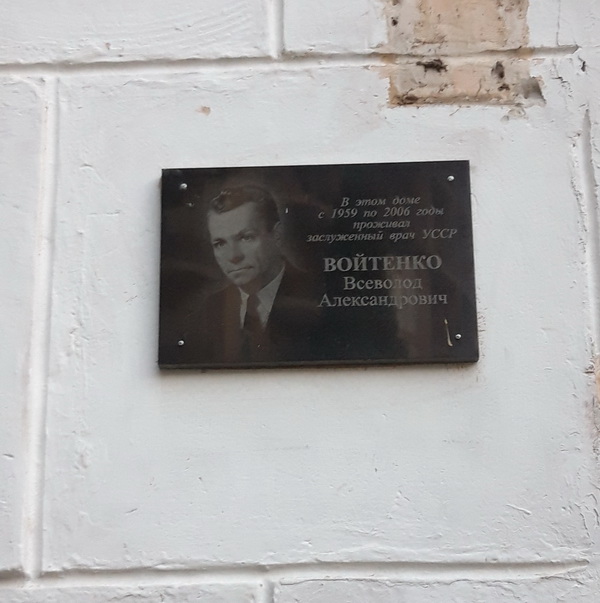 В этом доме
с 1959 по 2006 годы
проживал
заслуженный врач УССР
ВОЙТЕНКО
Всеволод
Александрович